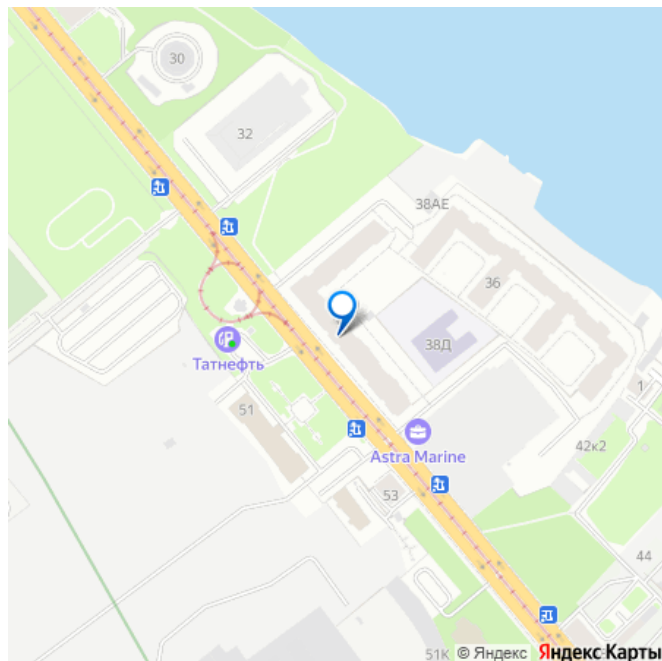 30
32
38АЕ
36
38Д
Татнефть
1
51
Astra Marine
42к2
53
44
51К
© Яндекс
Яндекс Карты